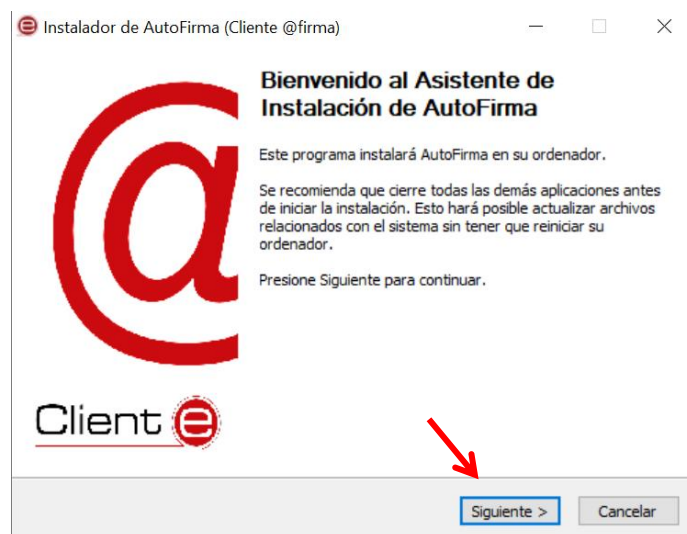 Instalador de AutoFirma (Cliente @firma)
Bienvenido al Asistente de
Instalación de AutoFirma
Este programa instalará AutoFirma en su ordenador.
Se recomienda que cierre todas las demás aplicaciones antes
de iniciar la instalación. Esto hará posible actualizar archivos
relacionados con el sistema sin tener que reiniciar su
ordenador.
Presione Siguiente para continuar.
@
Client e
Siguiente >
Cancelar